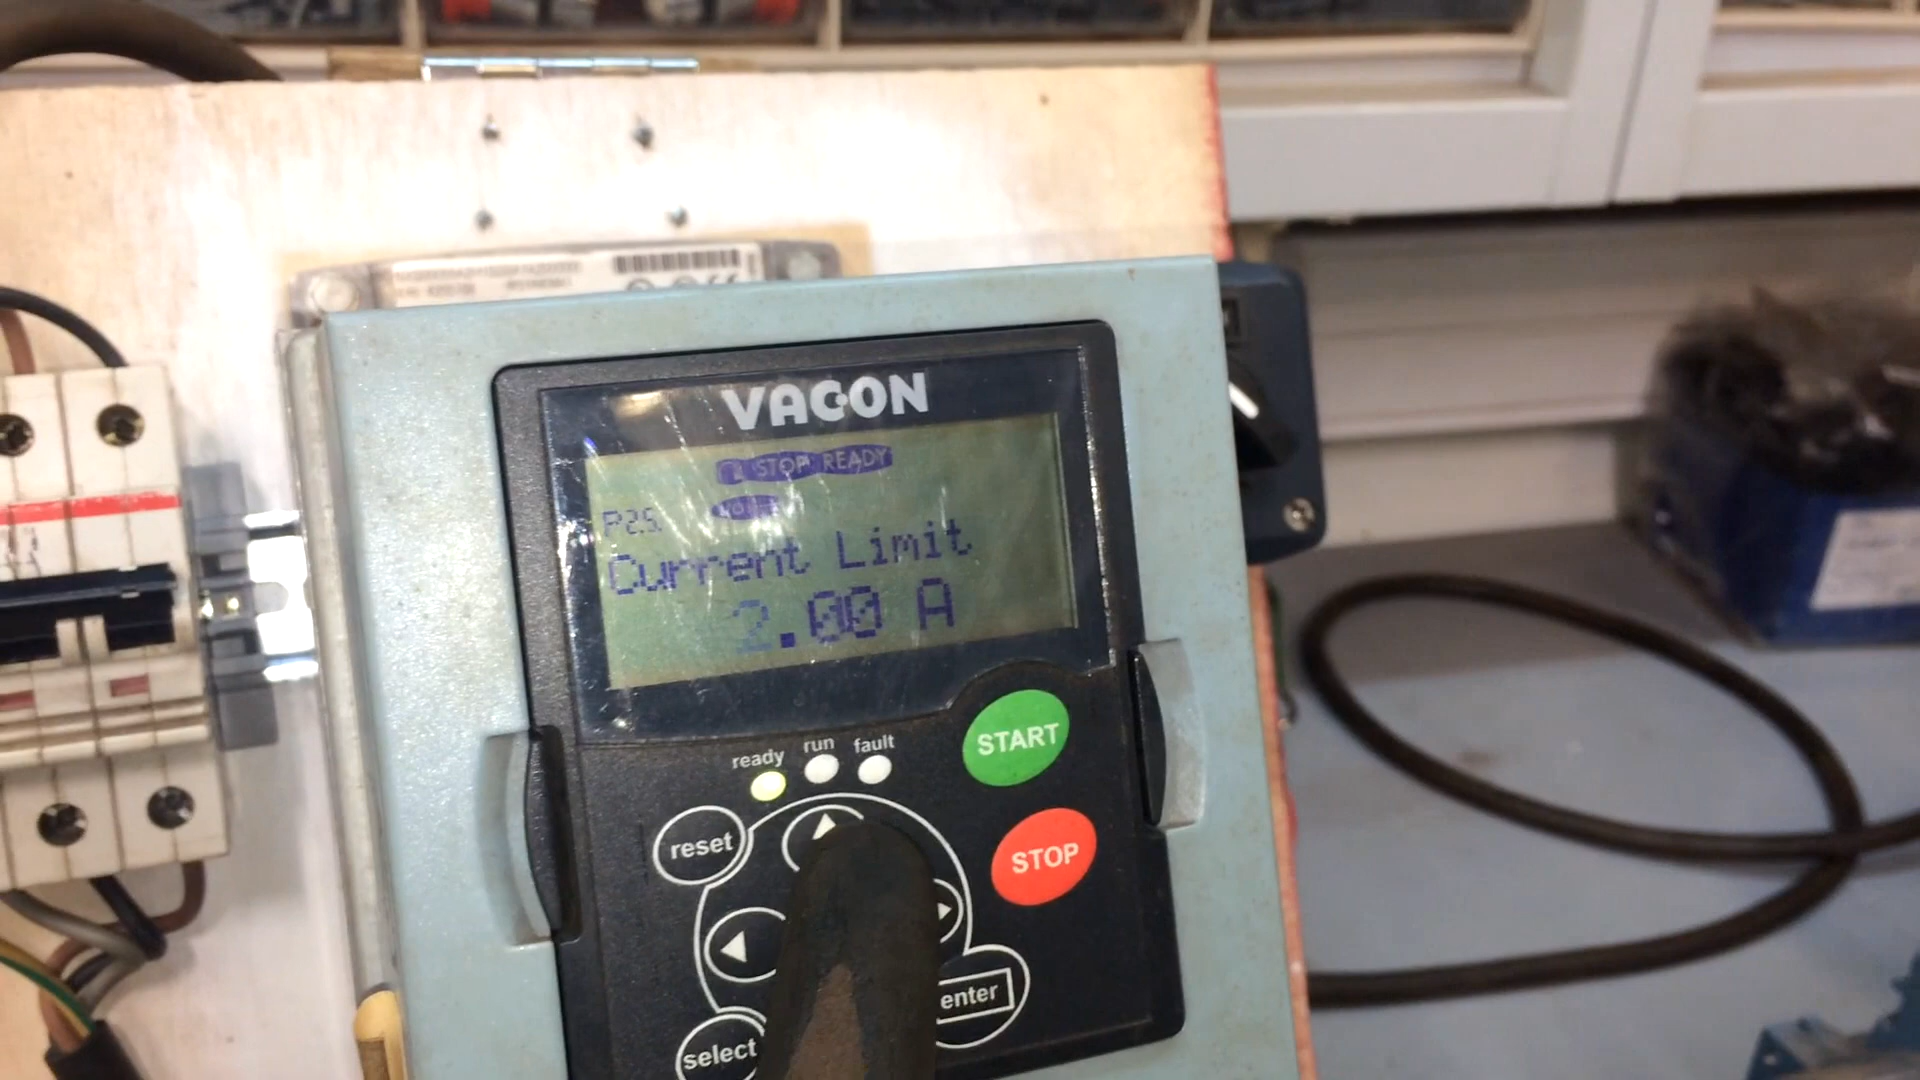 VACON
STOP READY
P2.5.
Current Limit
2.00 A
ready run fault
START
reset
STOP
enter
select